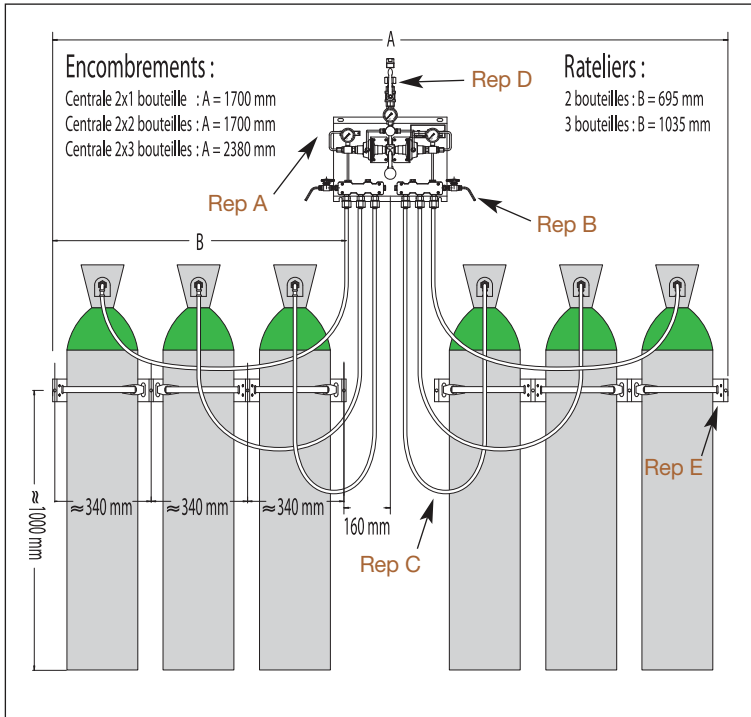 A
Encombrements :
Centrale 2x1 bouteille : A = 1700 mm
Centrale 2x2 bouteilles : A = 1700 mm
Centrale 2x3 bouteilles : A = 2380 mm
Rep D
Rateliers :
2 bouteilles : B = 695 mm
3 bouteilles : B = 1035 mm
Rep A
Rep B
B
Rep E
≈1000 mm
≈340 mm
≈340 mm
≈340 mm
160 mm
Rep C